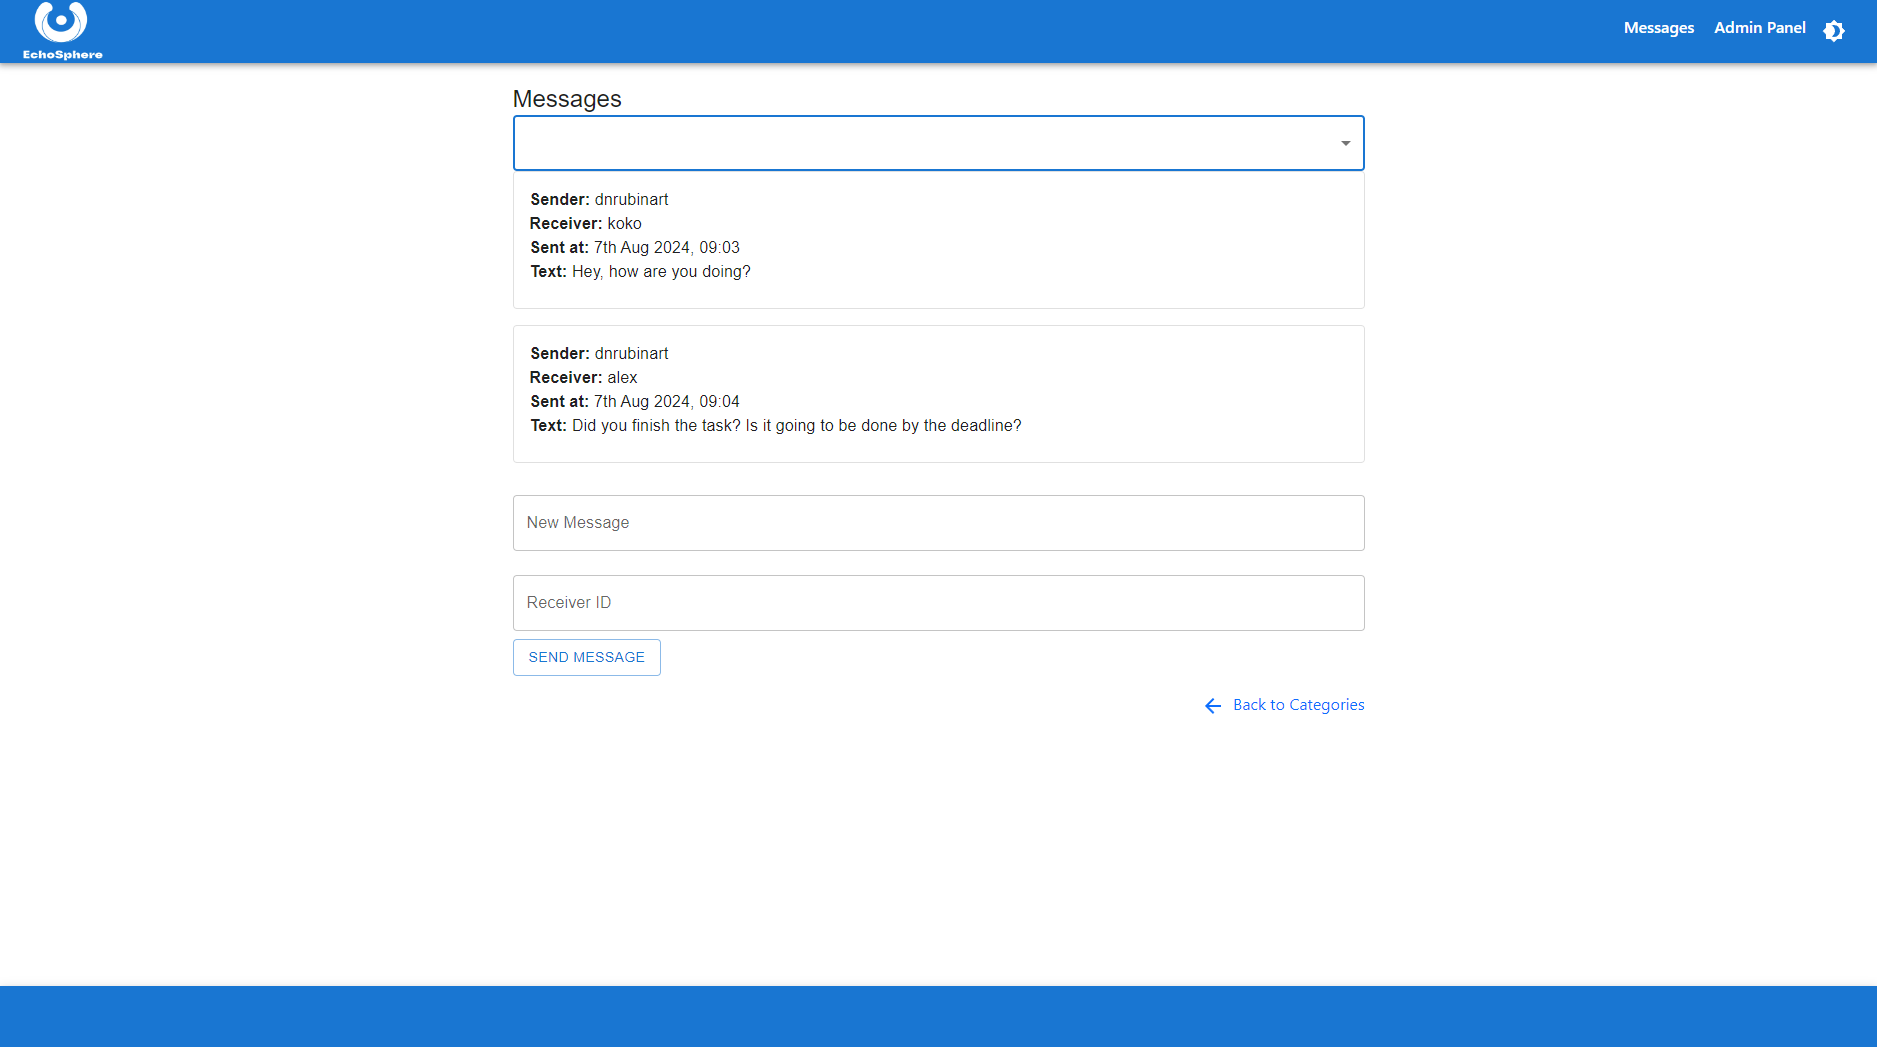 EchoSphere
Messages
Admin Panel
Messages
Sender: dnrubinart
Receiver: koko
Sent at: 7th Aug 2024, 09:03
Text: Hey, how are you doing?
Sender: dnrubinart
Receiver: alex
Sent at: 7th Aug 2024, 09:04
Text: Did you finish the task? Is it going to be done by the deadline?
New Message
Receiver ID
SEND MESSAGE
Back to Categories